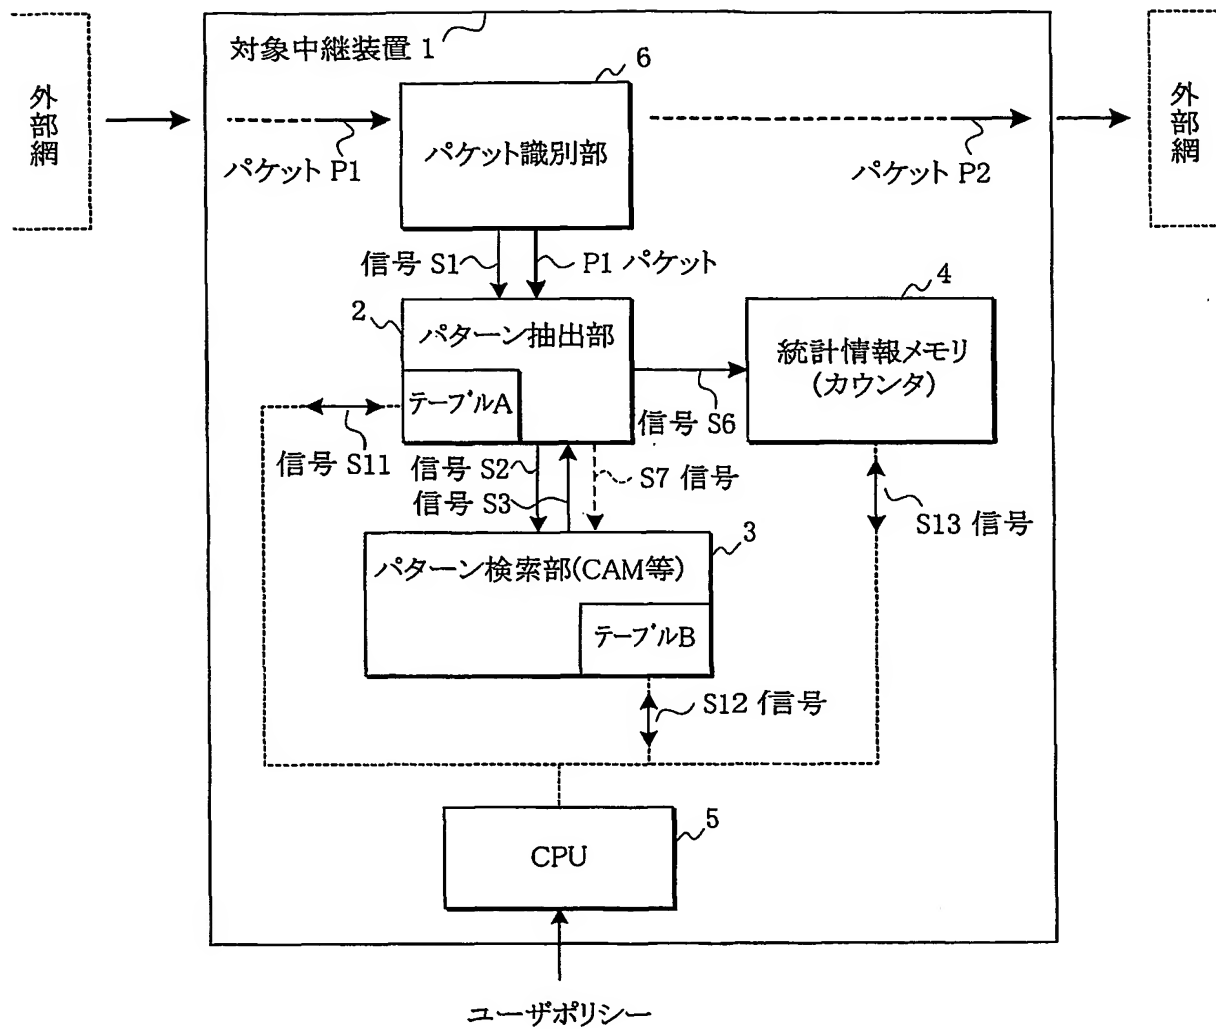 対象中継装置 1
外部網
パケット P1
6
パケット識別部
パケット P2
外部網
信号 S1
P1 パケット
2
パターン抽出部
テーブルA
信号 S6
4
統計情報メモリ
(カウンタ)
信号 S11
信号 S2
信号 S3
S7 信号
S13 信号
3
パターン検索部(CAM等)
テーブルB
S12 信号
5
CPU
ユーザポリシー